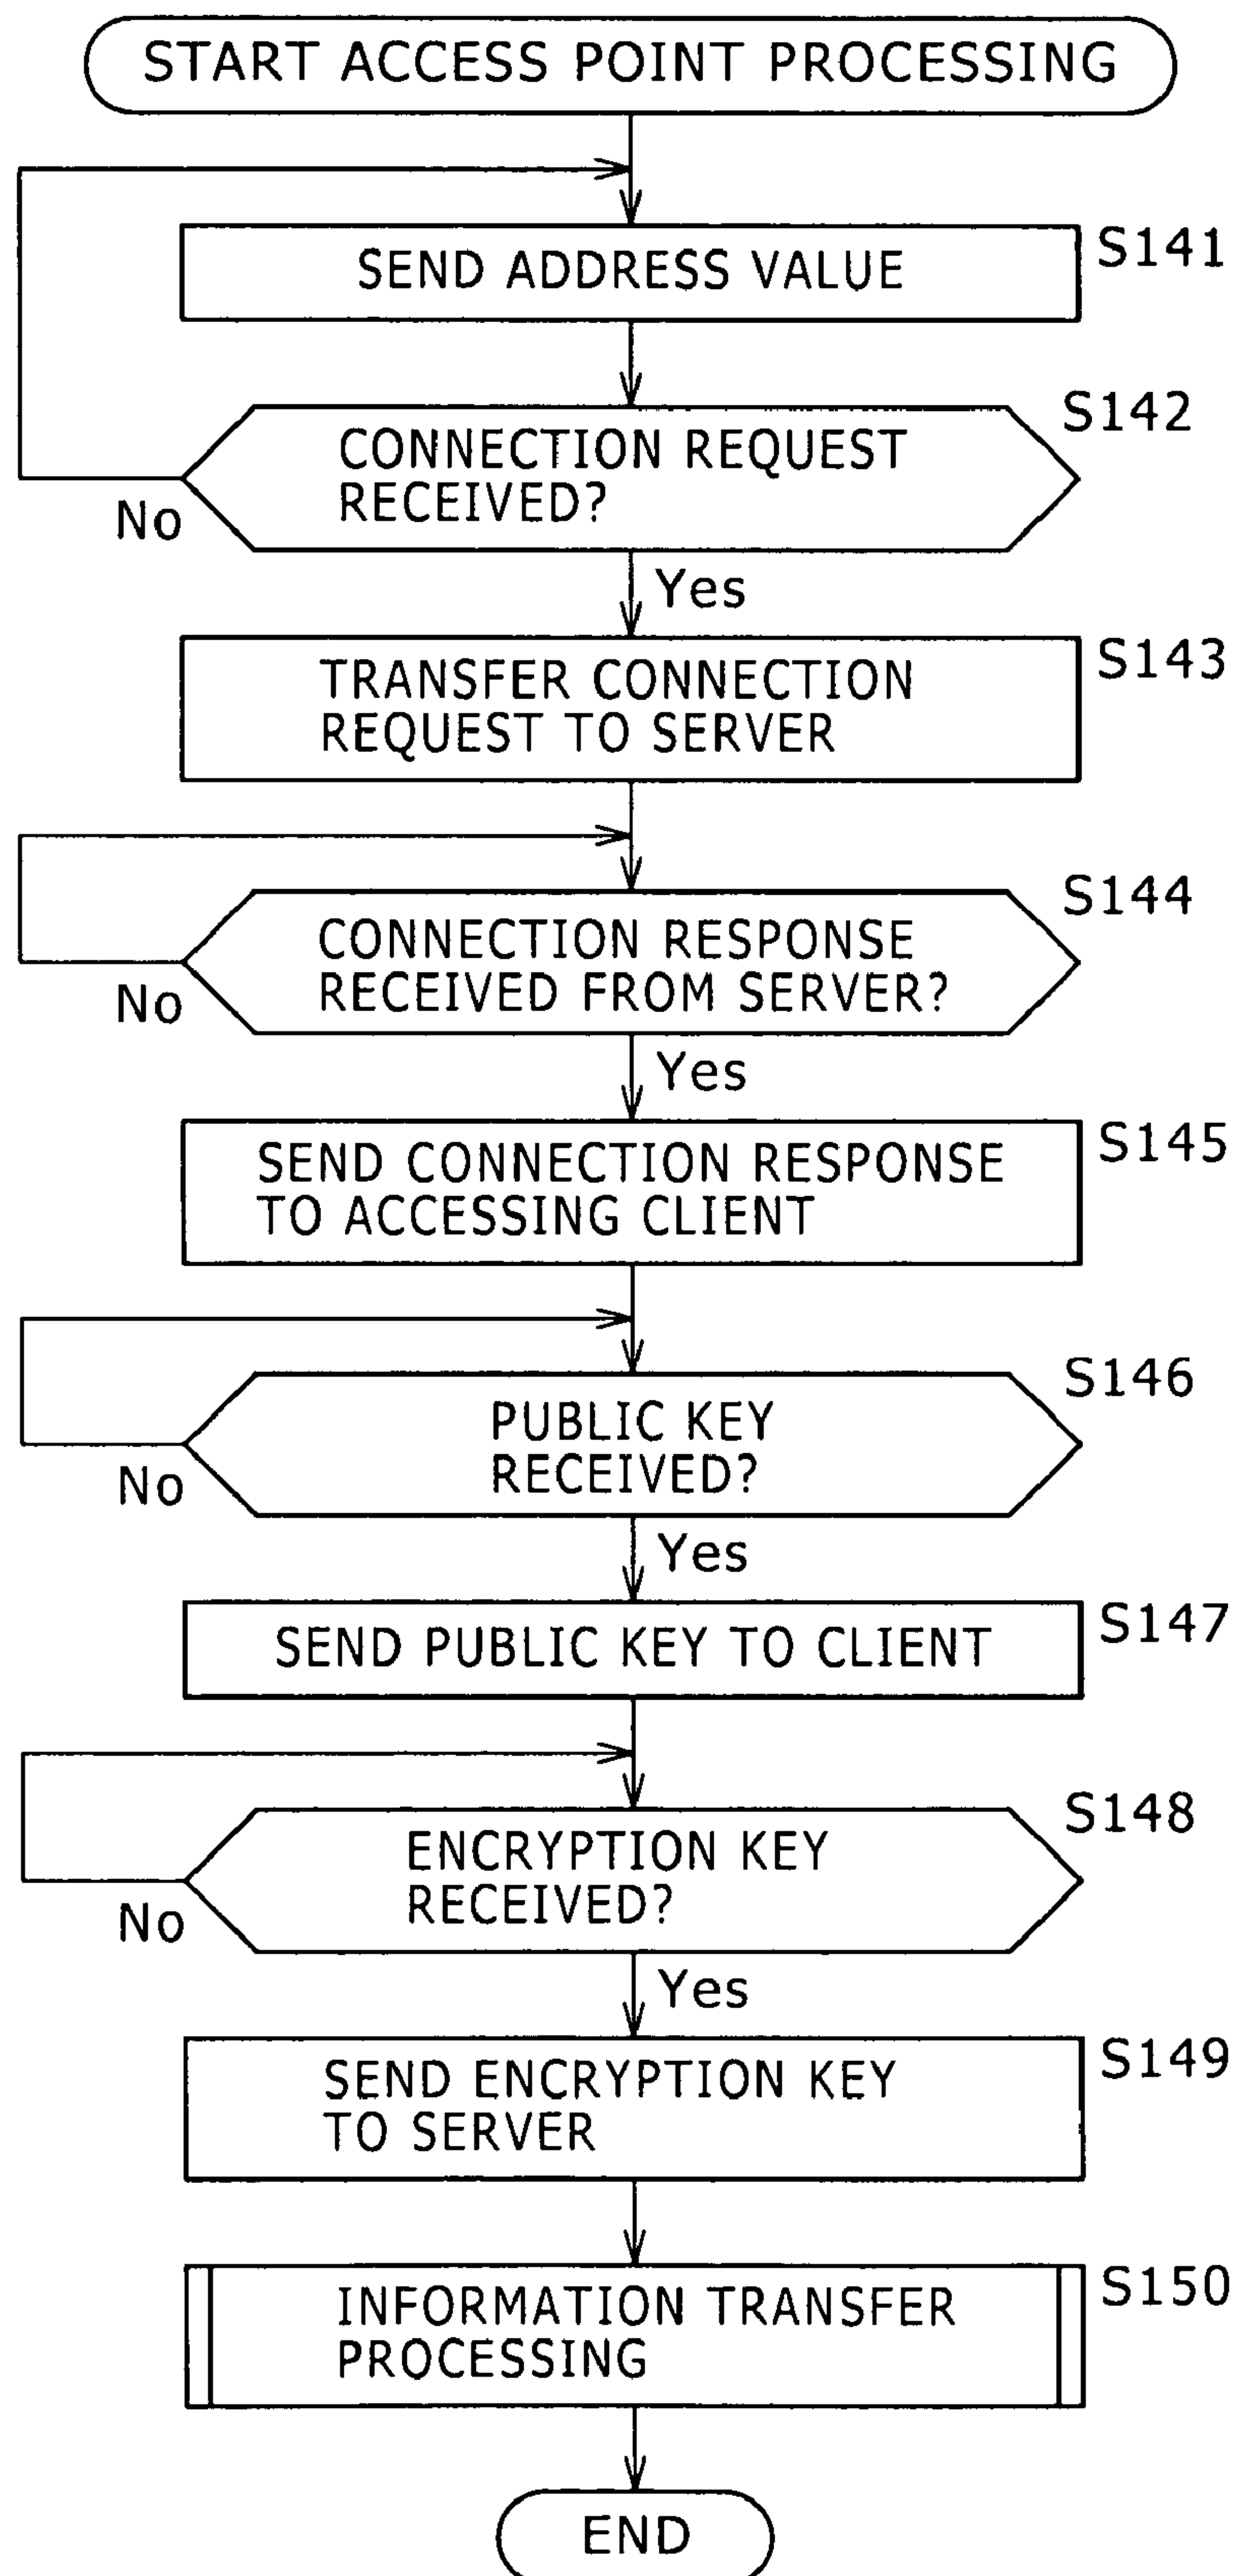 START ACCESS POINT PROCESSING
S141
SEND ADDRESS VALUE
S142
CONNECTION REQUEST
RECEIVED?
No
Yes
S143
TRANSFER CONNECTION
REQUEST TO SERVER
S144
CONNECTION RESPONSE
RECEIVED FROM SERVER?
No
Yes
S145
SEND CONNECTION RESPONSE
TO ACCESSING CLIENT
S146
PUBLIC KEY
RECEIVED?
No
Yes
S147
SEND PUBLIC KEY TO CLIENT
S148
ENCRYPTION KEY
RECEIVED?
No
Yes
S149
SEND ENCRYPTION KEY
TO SERVER
S150
INFORMATION TRANSFER
PROCESSING
END